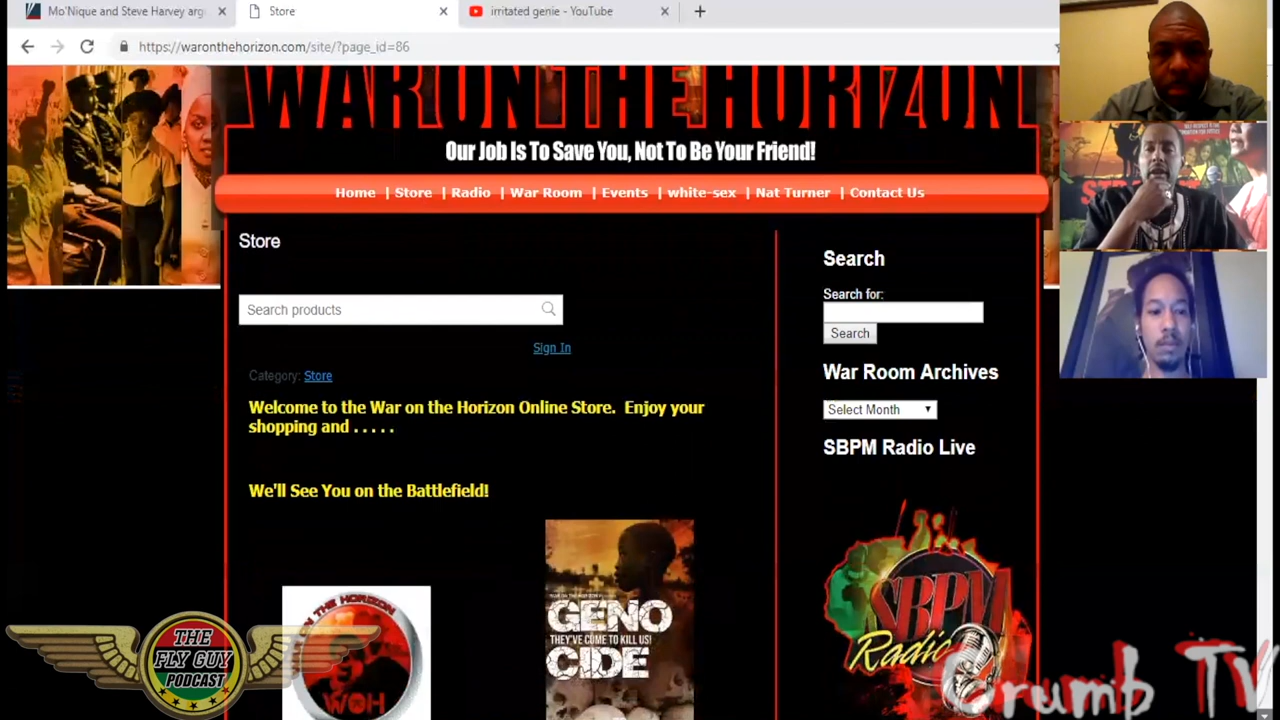 Mo'Nique and Steve Harvey arg
Store
irritated genie - YouTube
https://waronthehorizon.com/site/?page_id=86
WAR ON THE HORIZON
Our Job Is To Save You, Not To Be Your Friend!
Home | Store | Radio | War Room | Events | white-sex | Nat Turner | Contact Us
Store
Search products
Sign In
Category: Store
Welcome to the War on the Horizon Online Store. Enjoy your
shopping and . . . . .
We'll See You on the Battlefield!
ON THE HORIZON
WOH
GENO
THEY'VE COME TO KILL US!
CIDE
Search
Search for:
Search
War Room Archives
Select Month
SBPM Radio Live
SBPM
Radio
THE
FLY GUY
PODCAST
Crumb TV